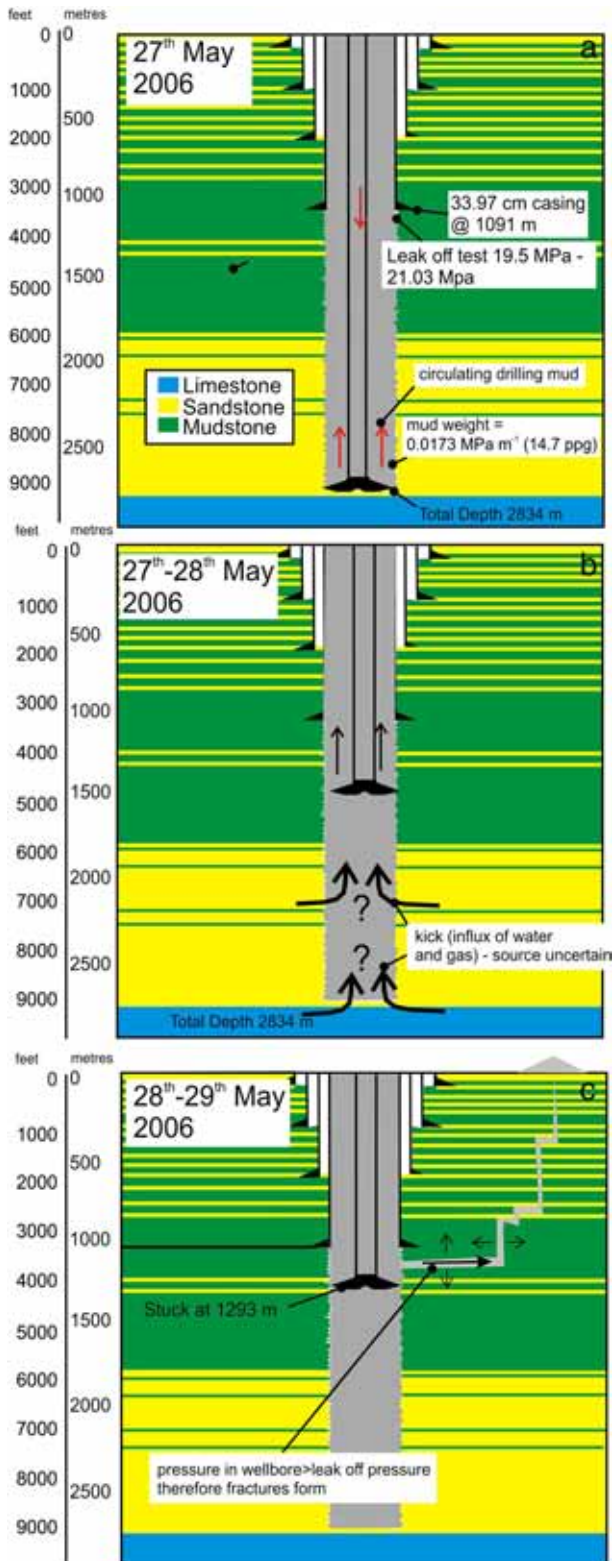 feet metres
0 0
1000
500
2000
3000
1000
4000
1500
5000
6000
2000
7000
8000
2500
9000
27th May
2006
a
33.97 cm casing
@ 1091 m
Leak off test 19.5 MPa -
21.03 Mpa
Limestone
Sandstone
Mudstone
circulating drilling mud
mud weight =
0.0173 MPa m⁻¹ (14.7 ppg)
Total Depth 2834 m
feet metres
0 0
1000
500
2000
3000
1000
4000
1500
5000
6000
2000
7000
8000
2500
9000
27th-28th May
2006
b
?
?
kick (influx of water
and gas) - source uncertain
Total Depth 2834 m
feet metres
0 0
1000
500
2000
3000
1000
4000
1500
5000
6000
2000
7000
8000
2500
9000
28th-29th May
2006
c
Stuck at 1293 m
pressure in wellbore>leak off pressure
therefore fractures form